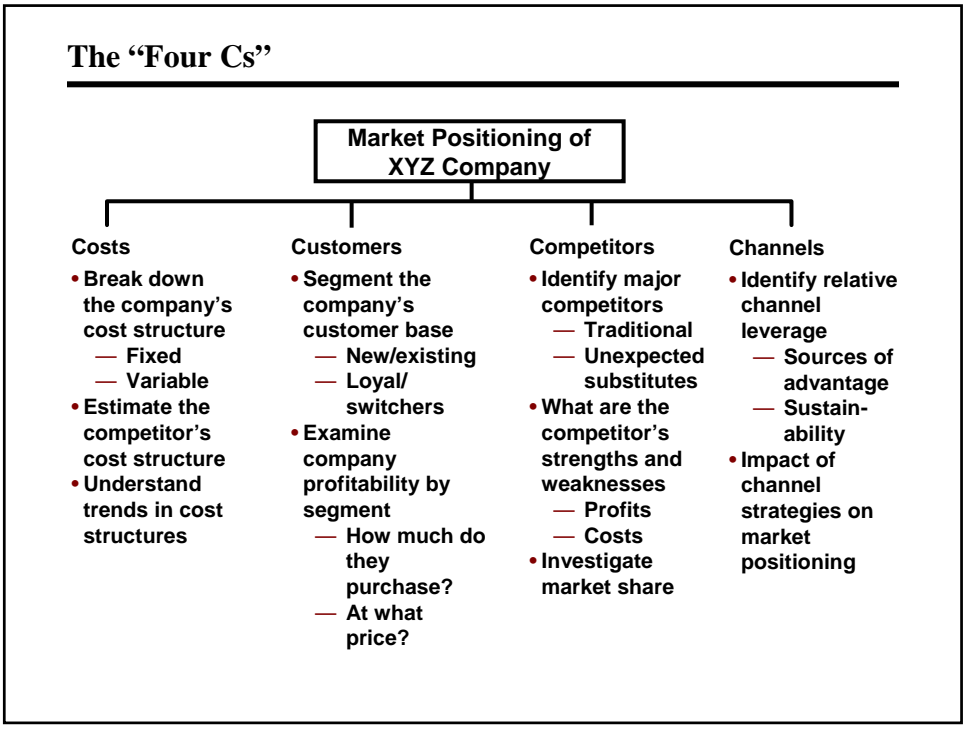 The “Four Cs”
Market Positioning of
XYZ Company
Costs
• Break down
the company’s
cost structure
— Fixed
— Variable
• Estimate the
competitor’s
cost structure
• Understand
trends in cost
structures
Customers
• Segment the
company’s
customer base
— New/existing
— Loyal/
switchers
• Examine
company
profitability by
segment
— How much do
they
purchase?
— At what
price?
Competitors
• Identify major
competitors
— Traditional
— Unexpected
substitutes
• What are the
competitor’s
strengths and
weaknesses
— Profits
— Costs
• Investigate
market share
Channels
• Identify relative
channel
leverage
— Sources of
advantage
— Sustain-
ability
• Impact of
channel
strategies on
market
positioning